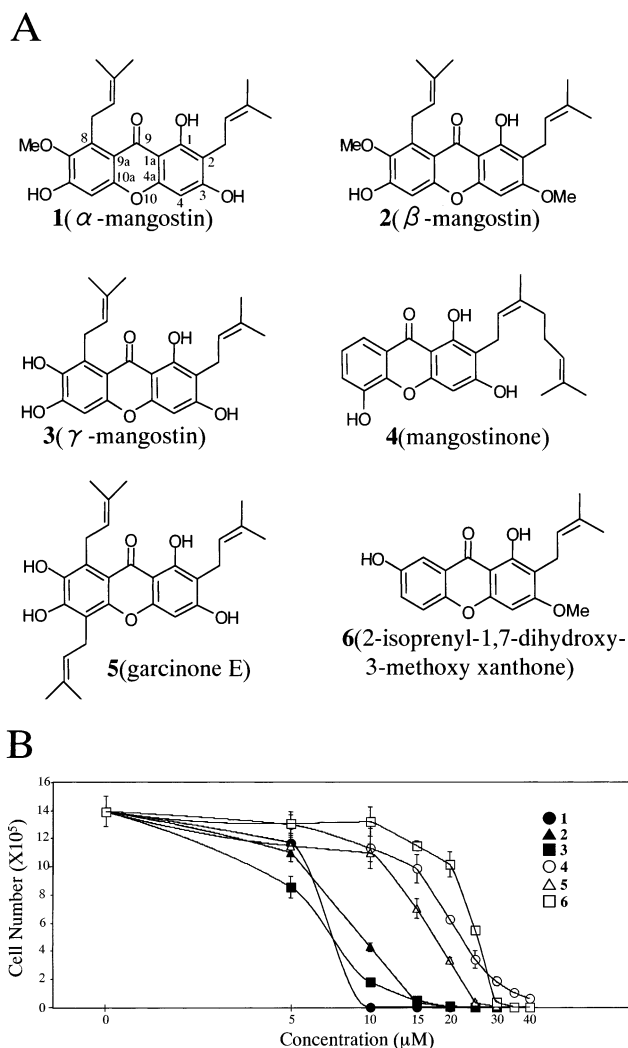 A
8
9
O
OH
MeO
9a
1a
1
2
10a
4a
HO
O
10
4
3
OH
1(α-mangostin)
O
OH
MeO
HO
O
OMe
2(β-mangostin)
O
OH
HO
HO
O
OH
3(γ-mangostin)
O
OH
O
HO
OH
4(mangostinone)
O
OH
HO
HO
O
OH
5(garcinone E)
O
OH
HO
O
OMe
6(2-isoprenyl-1,7-dihydroxy-
3-methoxy xanthone)
B
Cell Number (X10⁵)
16
14
12
10
8
6
4
2
0
1
2
3
4
5
6
0 5 10 15 20 30 40
Concentration (μM)